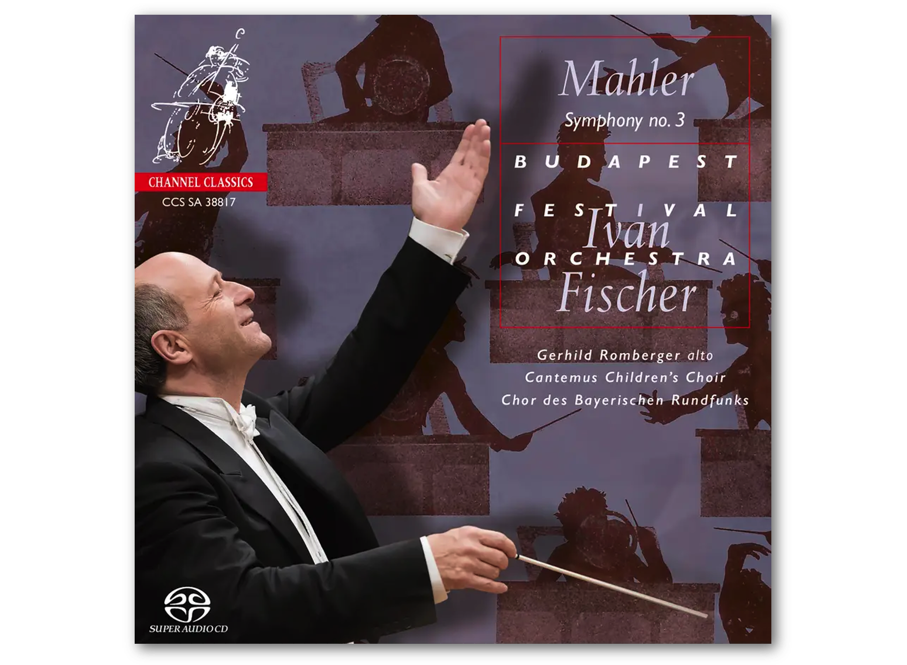 Mahler
Symphony no. 3
CHANNEL CLASSICS
CCS SA 38817
BUDAPEST
FESTIVAL
Iván
ORCHESTRA
Fischer
Gerhild Romberger alto
Cantemus Children's Choir
Chor des Bayerischen Rundfunks
SUPER AUDIO CD